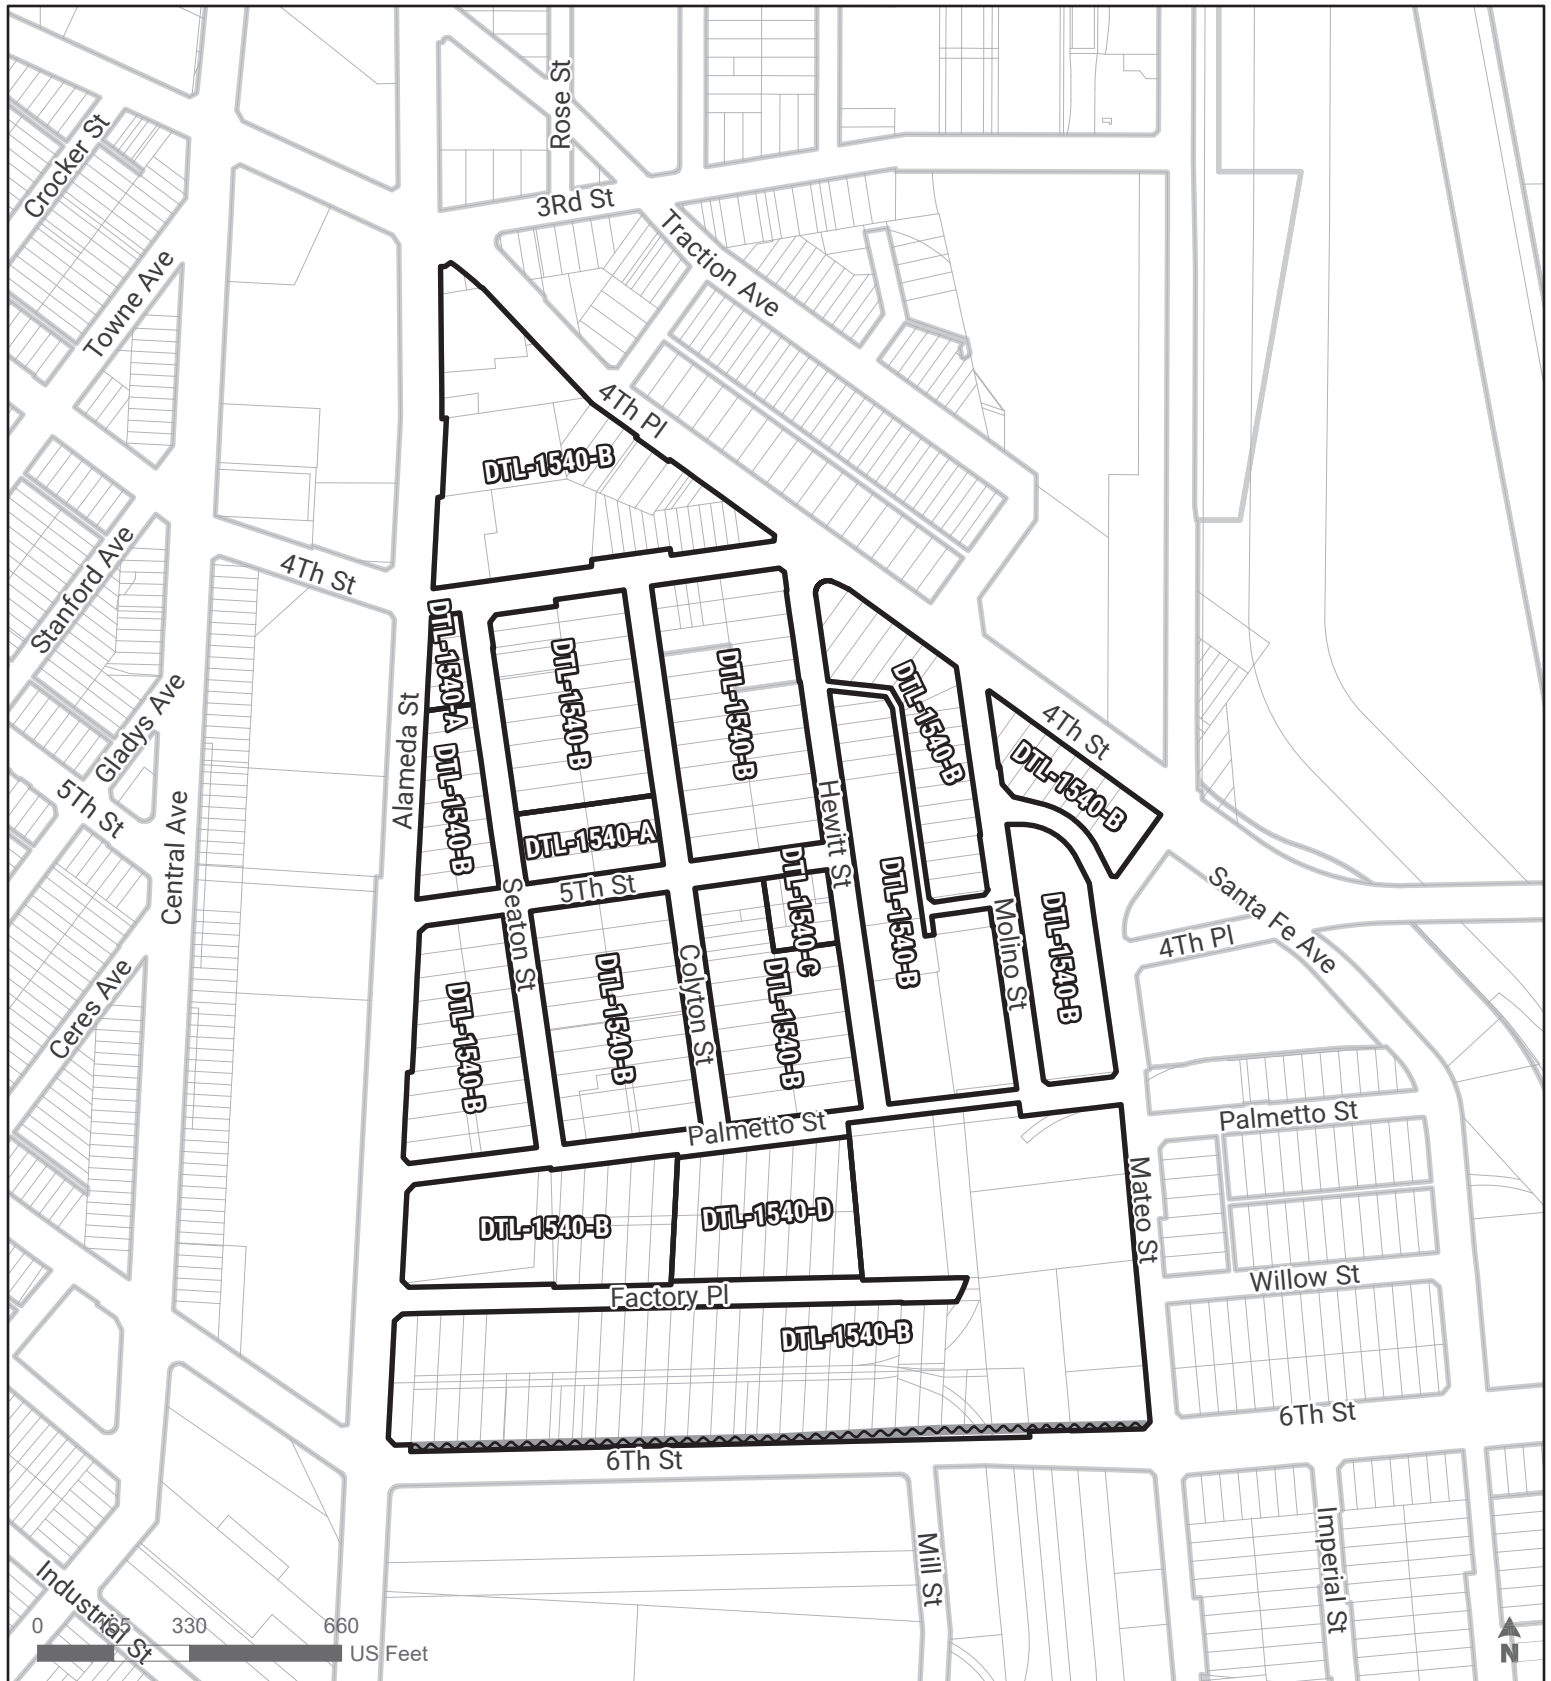 Rose St
Crocker St
3Rd St
Traction Ave
Towne Ave
4Th Pl
DTL-1540-B
4Th St
Stanford Ave
DTL-1540-A
DTL-1540-B
DTL-1540-B
DTL-1540-B
4Th St
DTL-1540-B
Gladys Ave
Alameda St
5Th St
DTL-1540-B
Central Ave
Hewitt St
DTL-1540-A
DTL-1540-C
5Th St
Seaton St
DTL-1540-B
Molino St
DTL-1540-B
Santa Fe Ave
4Th Pl
Ceres Ave
DTL-1540-B
DTL-1540-B
Colyton St
DTL-1540-B
Palmetto St
Palmetto St
Mateo St
DTL-1540-B
DTL-1540-D
Willow St
Factory Pl
DTL-1540-B
6Th St
6Th St
Mill St
Imperial St
Industrial St
0 165 330 660
US Feet
N